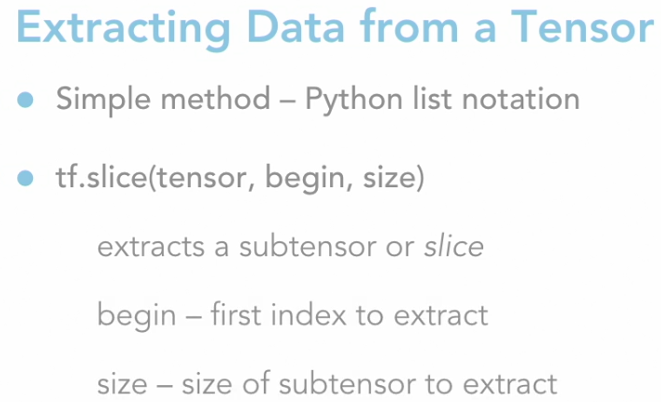 Extracting Data from a Tensor
• Simple method – Python list notation
• tf.slice(tensor, begin, size)
extracts a subtensor or slice
begin – first index to extract
size – size of subtensor to extract